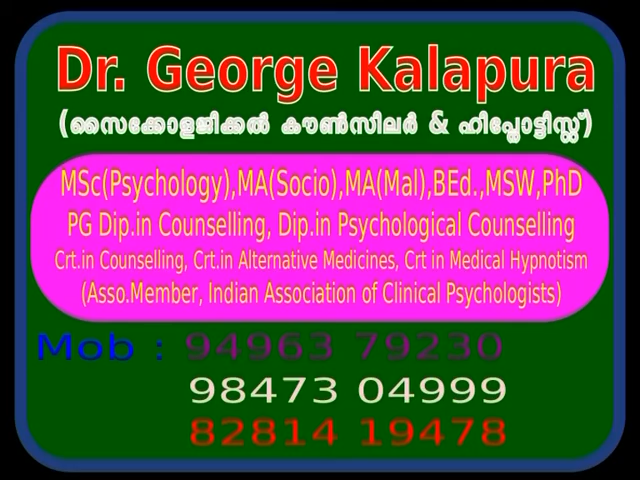 Dr. George Kalapura
(സൈക്കോളജിക്കൽ കൗൺസിലർ & ഹിപ്നോട്ടിസ്റ്റ്)
MSc(Psychology),MA(Socio),MA(Mal),BEd.,MSW,PhD
PG Dip.in Counselling, Dip.in Psychological Counselling
Crt.in Counselling, Crt.in Alternative Medicines, Crt in Medical Hypnotism
(Asso.Member, Indian Association of Clinical Psychologists)
Mob : 94963 79230
98473 04999
82814 19478